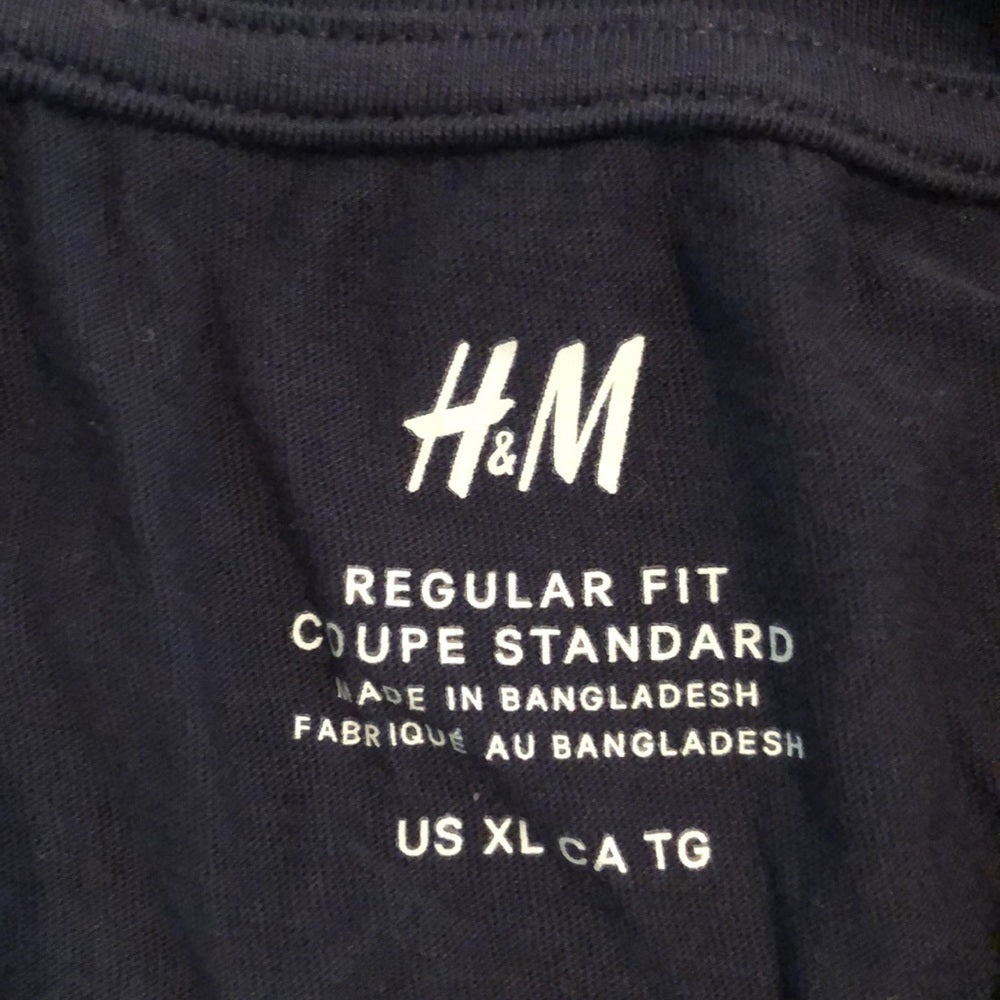 H&M
REGULAR FIT
COUPE STANDARD
MADE IN BANGLADESH
FABRIQUÉ AU BANGLADESH
US XL CA TG